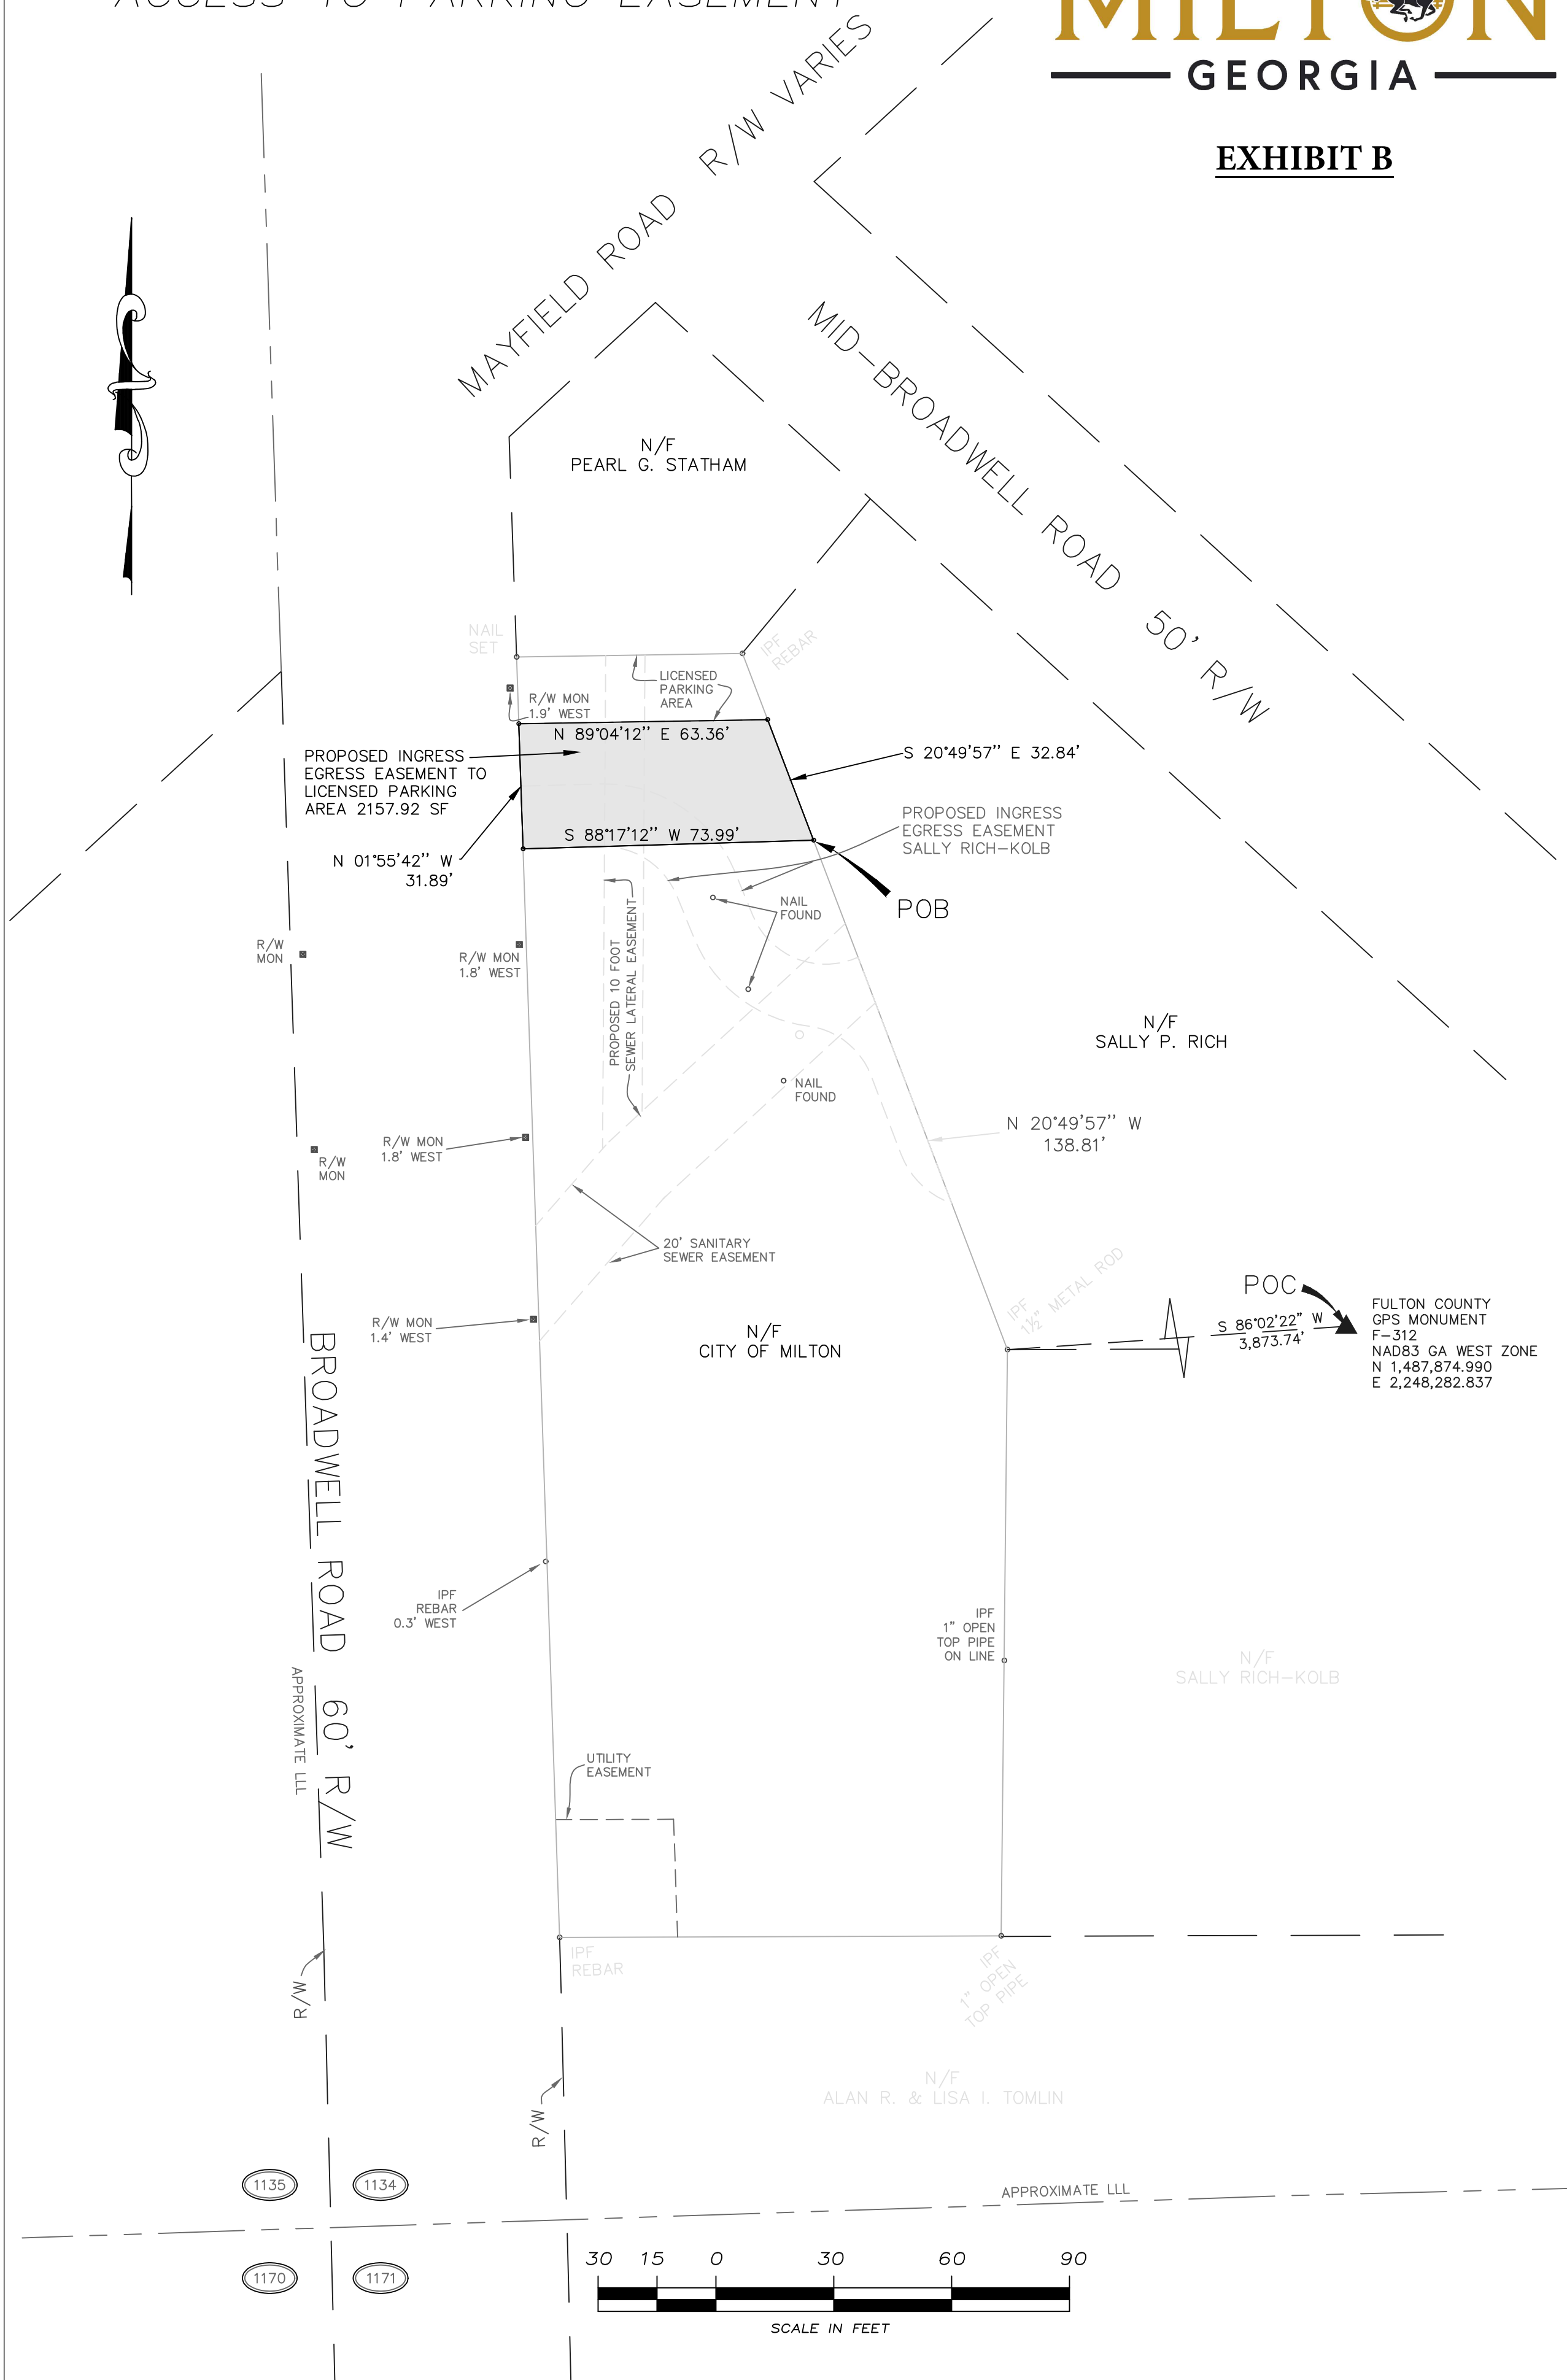 ACCESS TO PARKING EASEMENT
MILTON
GEORGIA
EXHIBIT B
MAYFIELD ROAD R/W VARIES
MID-BROADWELL ROAD 50' R/W
N/F
PEARL G. STATHAM
NAIL
SET
IPF
REBAR
LICENSED
PARKING
AREA
R/W MON
1.9' WEST
N 89°04'12'' E 63.36'
PROPOSED INGRESS
EGRESS EASEMENT TO
LICENSED PARKING
AREA 2157.92 SF
S 20°49'57'' E 32.84'
S 88°17'12'' W 73.99'
PROPOSED INGRESS
EGRESS EASEMENT
SALLY RICH-KOLB
N 01°55'42'' W
31.89'
POB
NAIL
FOUND
PROPOSED 10 FOOT
SEWER LATERAL EASEMENT
R/W
MON
R/W MON
1.8' WEST
N/F
SALLY P. RICH
NAIL
FOUND
N 20°49'57'' W
138.81'
R/W MON
1.8' WEST
R/W
MON
20' SANITARY
SEWER EASEMENT
IPF
1½" METAL ROD
POC
S 86°02'22" W
3,873.74'
FULTON COUNTY
GPS MONUMENT
F-312
NAD83 GA WEST ZONE
N 1,487,874.990
E 2,248,282.837
R/W MON
1.4' WEST
N/F
CITY OF MILTON
BROADWELL ROAD 60' R/W
APPROXIMATE LLL
IPF
REBAR
0.3' WEST
IPF
1" OPEN
TOP PIPE
ON LINE
N/F
SALLY RICH-KOLB
UTILITY
EASEMENT
IPF
REBAR
IPF
1" OPEN
TOP PIPE
R/W
R/W
N/F
ALAN R. & LISA I. TOMLIN
1135
1134
APPROXIMATE LLL
1170
1171
30 15 0 30 60 90
SCALE IN FEET